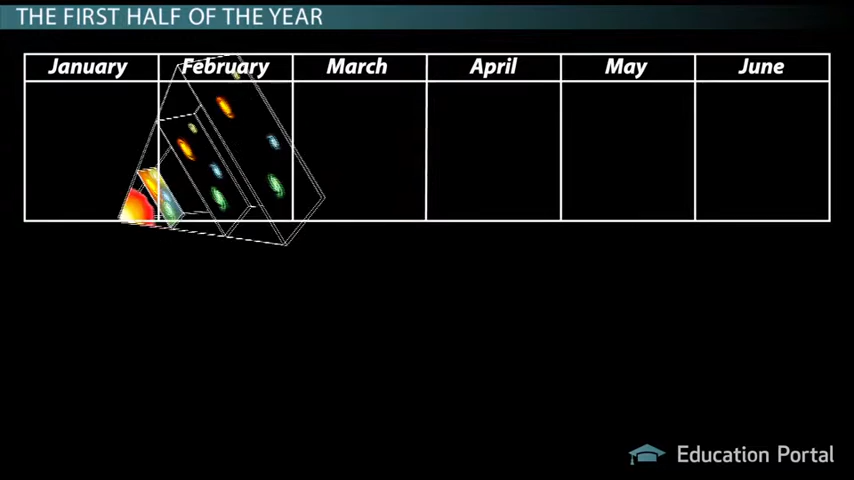 THE FIRST HALF OF THE YEAR
January February March April May June
Education Portal